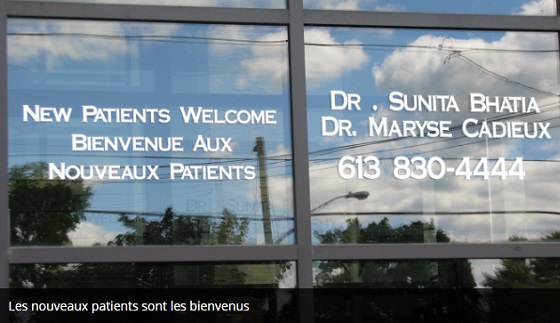 New Patients Welcome
Bienvenue Aux
Nouveaux Patients
Dr . Sunita Bhatia
Dr. Maryse Cadieux
613 830-4444
Les nouveaux patients sont les bienvenus